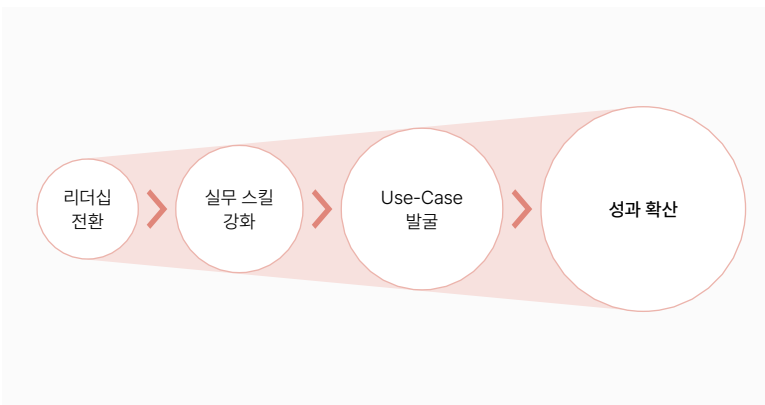 리더십
전환
실무 스킬
강화
Use-Case
발굴
성과 확산